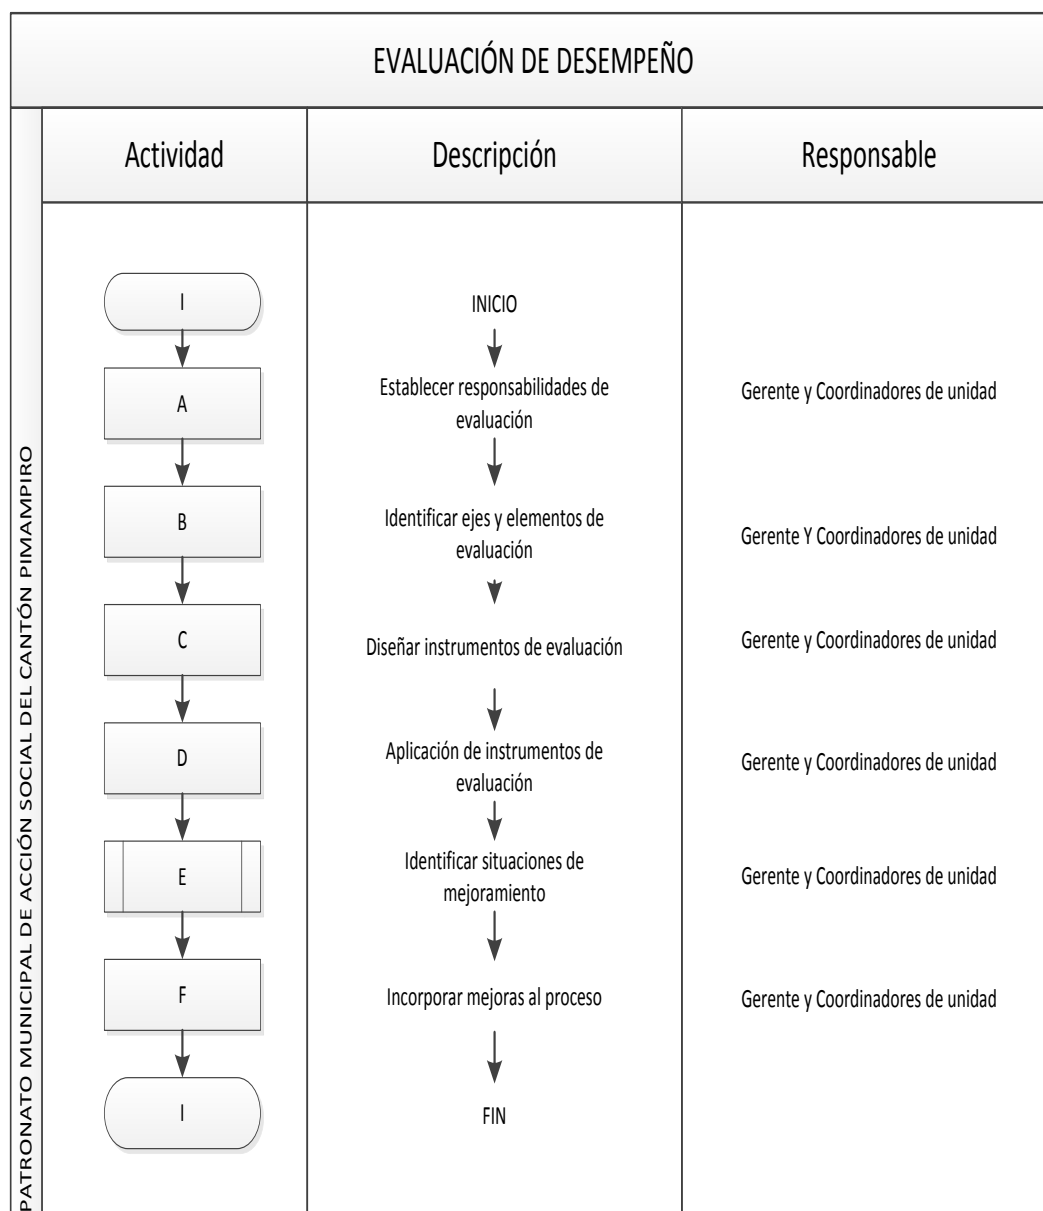 EVALUACIÓN DE DESEMPEÑO
Actividad
Descripción
Responsable
PATRONATO MUNICIPAL DE ACCIÓN SOCIAL DEL CANTÓN PIMAMPIRO
I
INICIO
A
Establecer responsabilidades de
evaluación
Gerente y Coordinadores de unidad
B
Identificar ejes y elementos de
evaluación
Gerente Y Coordinadores de unidad
C
Diseñar instrumentos de evaluación
Gerente y Coordinadores de unidad
D
Aplicación de instrumentos de
evaluación
Gerente y Coordinadores de unidad
E
Identificar situaciones de
mejoramiento
Gerente y Coordinadores de unidad
F
Incorporar mejoras al proceso
Gerente y Coordinadores de unidad
I
FIN